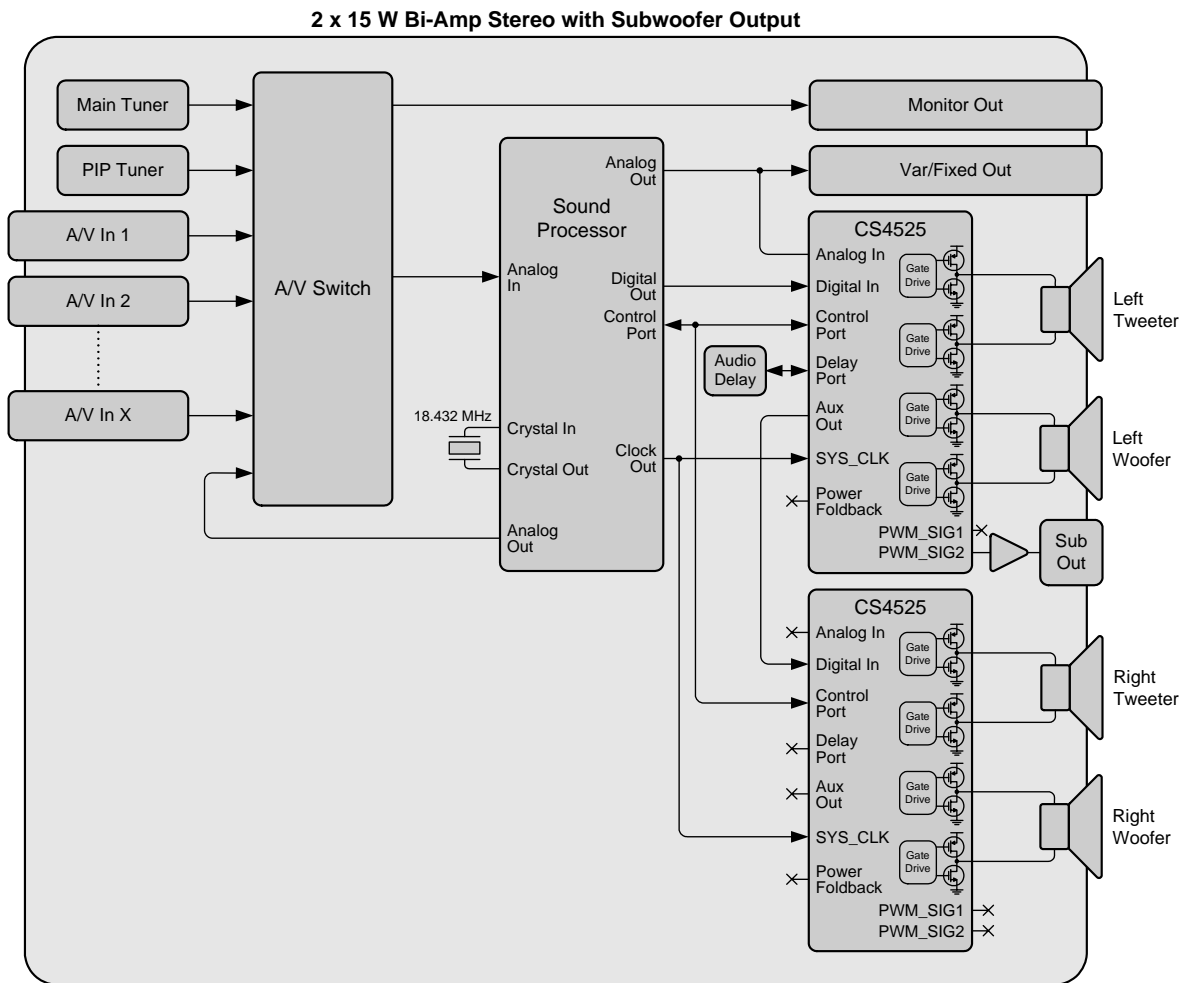 2 x 15 W Bi-Amp Stereo with Subwoofer Output
Main Tuner
PIP Tuner
A/V In 1
A/V In 2
A/V In X
A/V Switch
Monitor Out
Var/Fixed Out
Sound
Processor
Analog
Out
Analog
In
Digital
Out
Control
Port
18.432 MHz
Crystal In
Crystal Out
Clock
Out
Analog
Out
Audio
Delay
CS4525
Analog In
Digital In
Control
Port
Delay
Port
Aux
Out
SYS_CLK
Power
Foldback
PWM_SIG1
PWM_SIG2
Gate
Drive
Gate
Drive
Gate
Drive
Gate
Drive
Left
Tweeter
Left
Woofer
Sub
Out
CS4525
Analog In
Digital In
Control
Port
Delay
Port
Aux
Out
SYS_CLK
Power
Foldback
PWM_SIG1
PWM_SIG2
Gate
Drive
Gate
Drive
Gate
Drive
Gate
Drive
Right
Tweeter
Right
Woofer